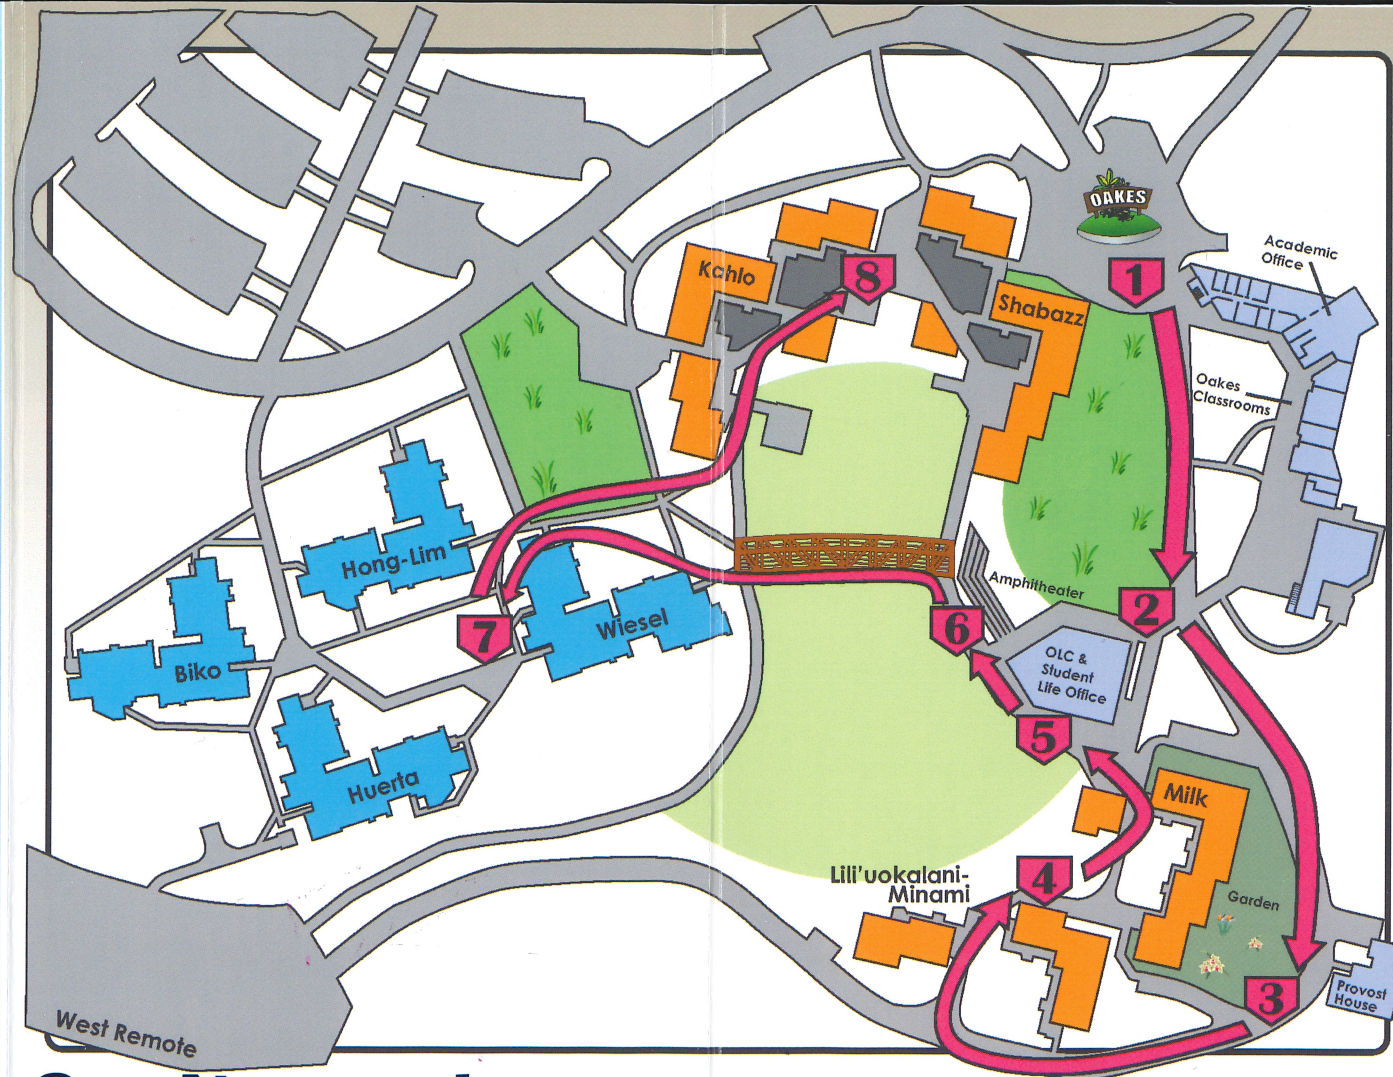 OAKES
Academic
Office
1
Kahlo
8
Shabazz
Oakes
Classrooms
Hong-Lim
Amphitheater
2
Wiesel
6
7
OLC &
Student
Life Office
Biko
5
Huerta
Milk
Lili'uokalani-
Minami
4
Garden
3
Provost
House
West Remote